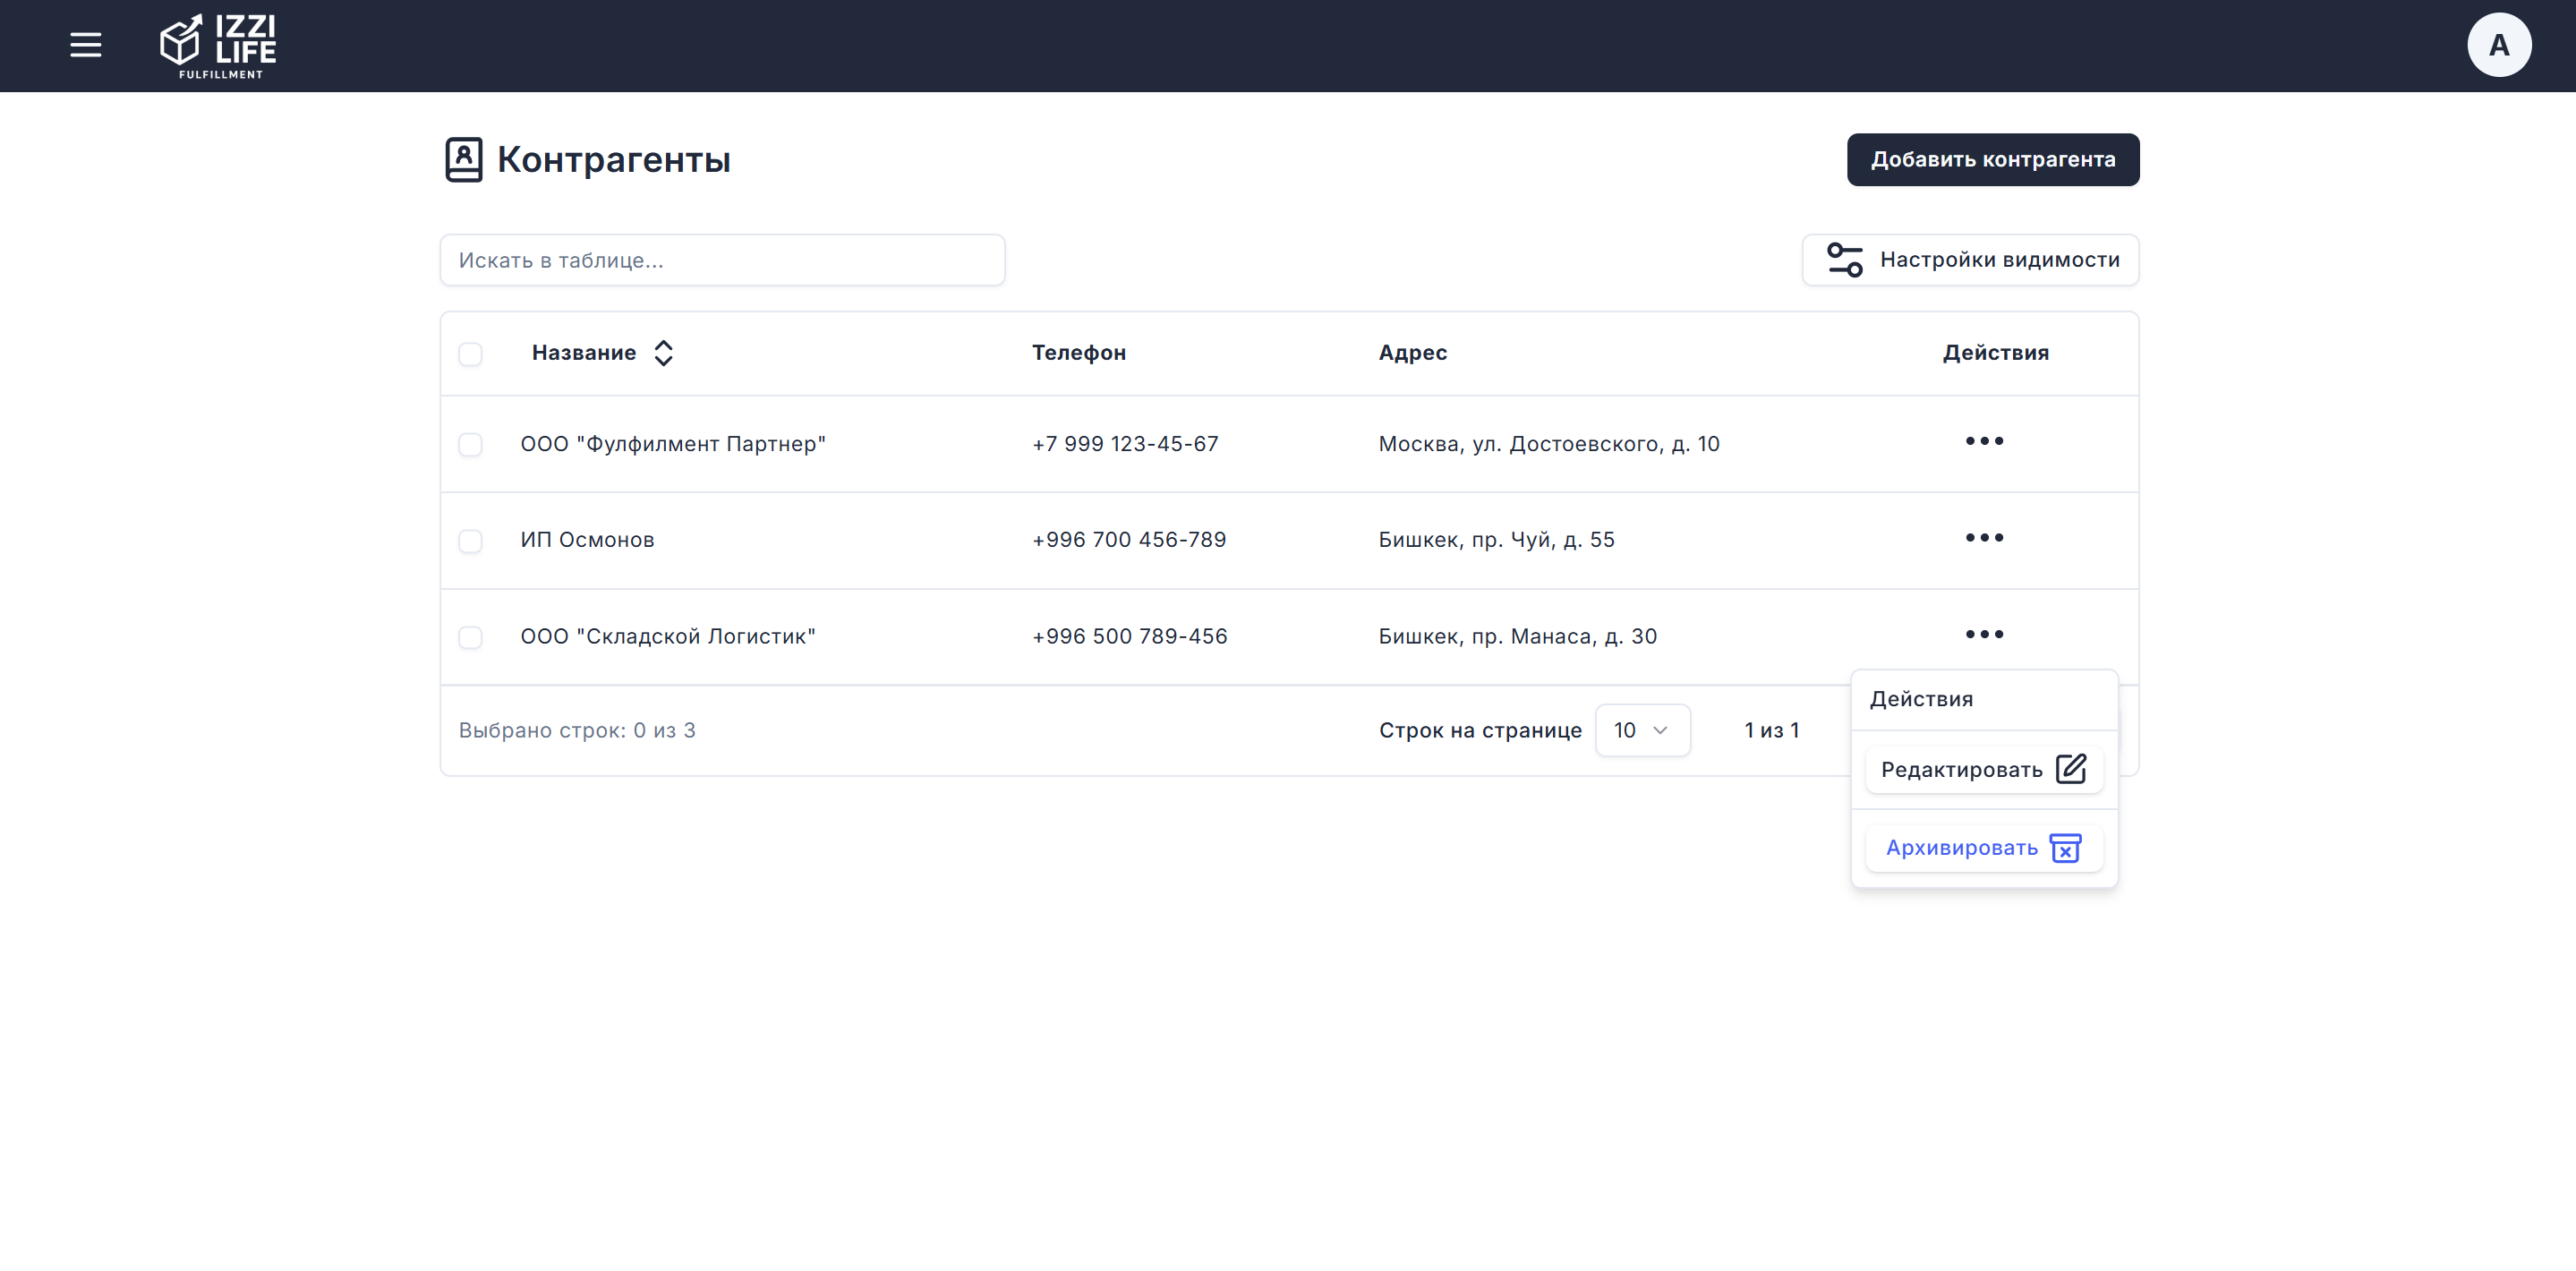 IZZI
LIFE
FULFILLMENT
A
Контрагенты
Добавить контрагента
Искать в таблице...
Настройки видимости
Название Телефон Адрес Действия
ООО "Фулфилмент Партнер" +7 999 123-45-67 Москва, ул. Достоевского, д. 10
ИП Осмонов +996 700 456-789 Бишкек, пр. Чуй, д. 55
ООО "Складской Логистик" +996 500 789-456 Бишкек, пр. Манаса, д. 30
Выбрано строк: 0 из 3 Строк на странице 10 1 из 1
Действия
Редактировать
Архивировать